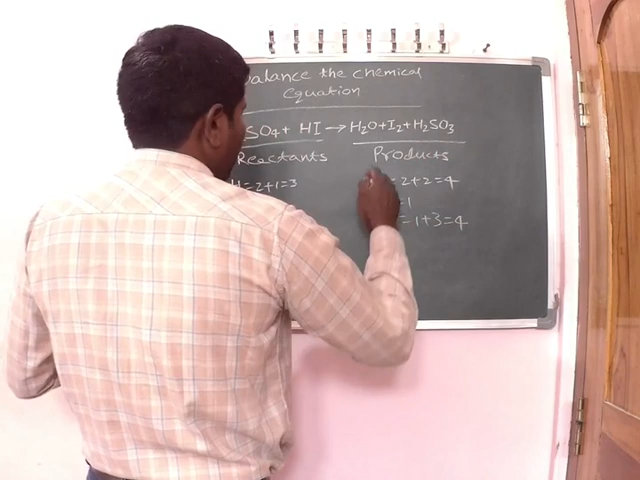 balance the chemical
equation
SO4 + HI → H2O+I2+H2SO3
Reactants Products
H=2+1=3 = 2+2=4
=1
=1+3=4